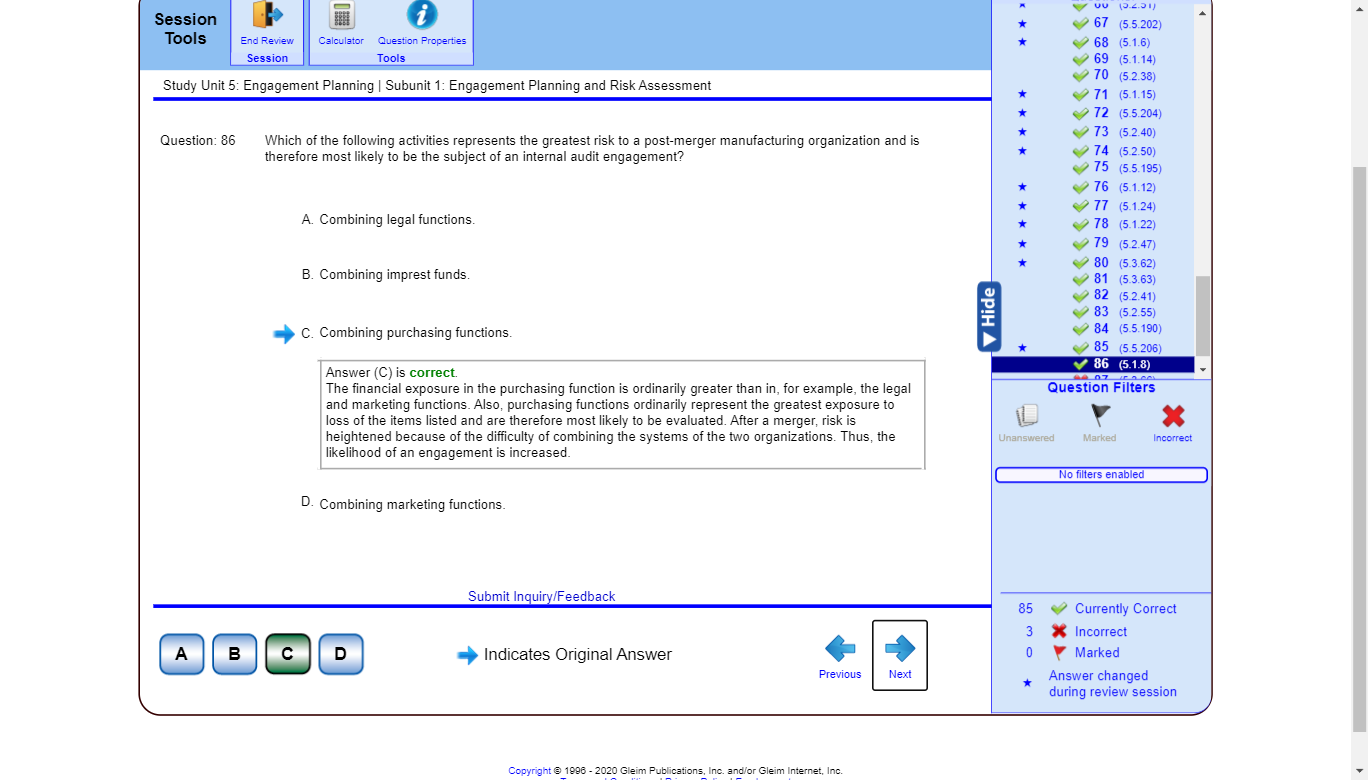 Session
Tools
End Review
Session
Calculator
Question Properties
Tools
Study Unit 5: Engagement Planning | Subunit 1: Engagement Planning and Risk Assessment
Question: 86
Which of the following activities represents the greatest risk to a post-merger manufacturing organization and is
therefore most likely to be the subject of an internal audit engagement?
A. Combining legal functions.
B. Combining imprest funds.
C. Combining purchasing functions.
Answer (C) is correct.
The financial exposure in the purchasing function is ordinarily greater than in, for example, the legal
and marketing functions. Also, purchasing functions ordinarily represent the greatest exposure to
loss of the items listed and are therefore most likely to be evaluated. After a merger, risk is
heightened because of the difficulty of combining the systems of the two organizations. Thus, the
likelihood of an engagement is increased.
D. Combining marketing functions.
Submit Inquiry/Feedback
A B C D
Indicates Original Answer
Previous
Next
Hide
67 (5.5.202)
68 (5.1.6)
69 (5.1.14)
70 (5.2.38)
71 (5.1.15)
72 (5.5.204)
73 (5.2.40)
74 (5.2.50)
75 (5.5.195)
76 (5.1.12)
77 (5.1.24)
78 (5.1.22)
79 (5.2.47)
80 (5.3.62)
81 (5.3.63)
82 (5.2.41)
83 (5.2.55)
84 (5.5.190)
85 (5.5.206)
86 (5.1.8)
Question Filters
Unanswered
Marked
Incorrect
No filters enabled
85 Currently Correct
3 Incorrect
0 Marked
Answer changed
during review session
Copyright © 1996 - 2020 Gleim Publications, Inc. and/or Gleim Internet, Inc.